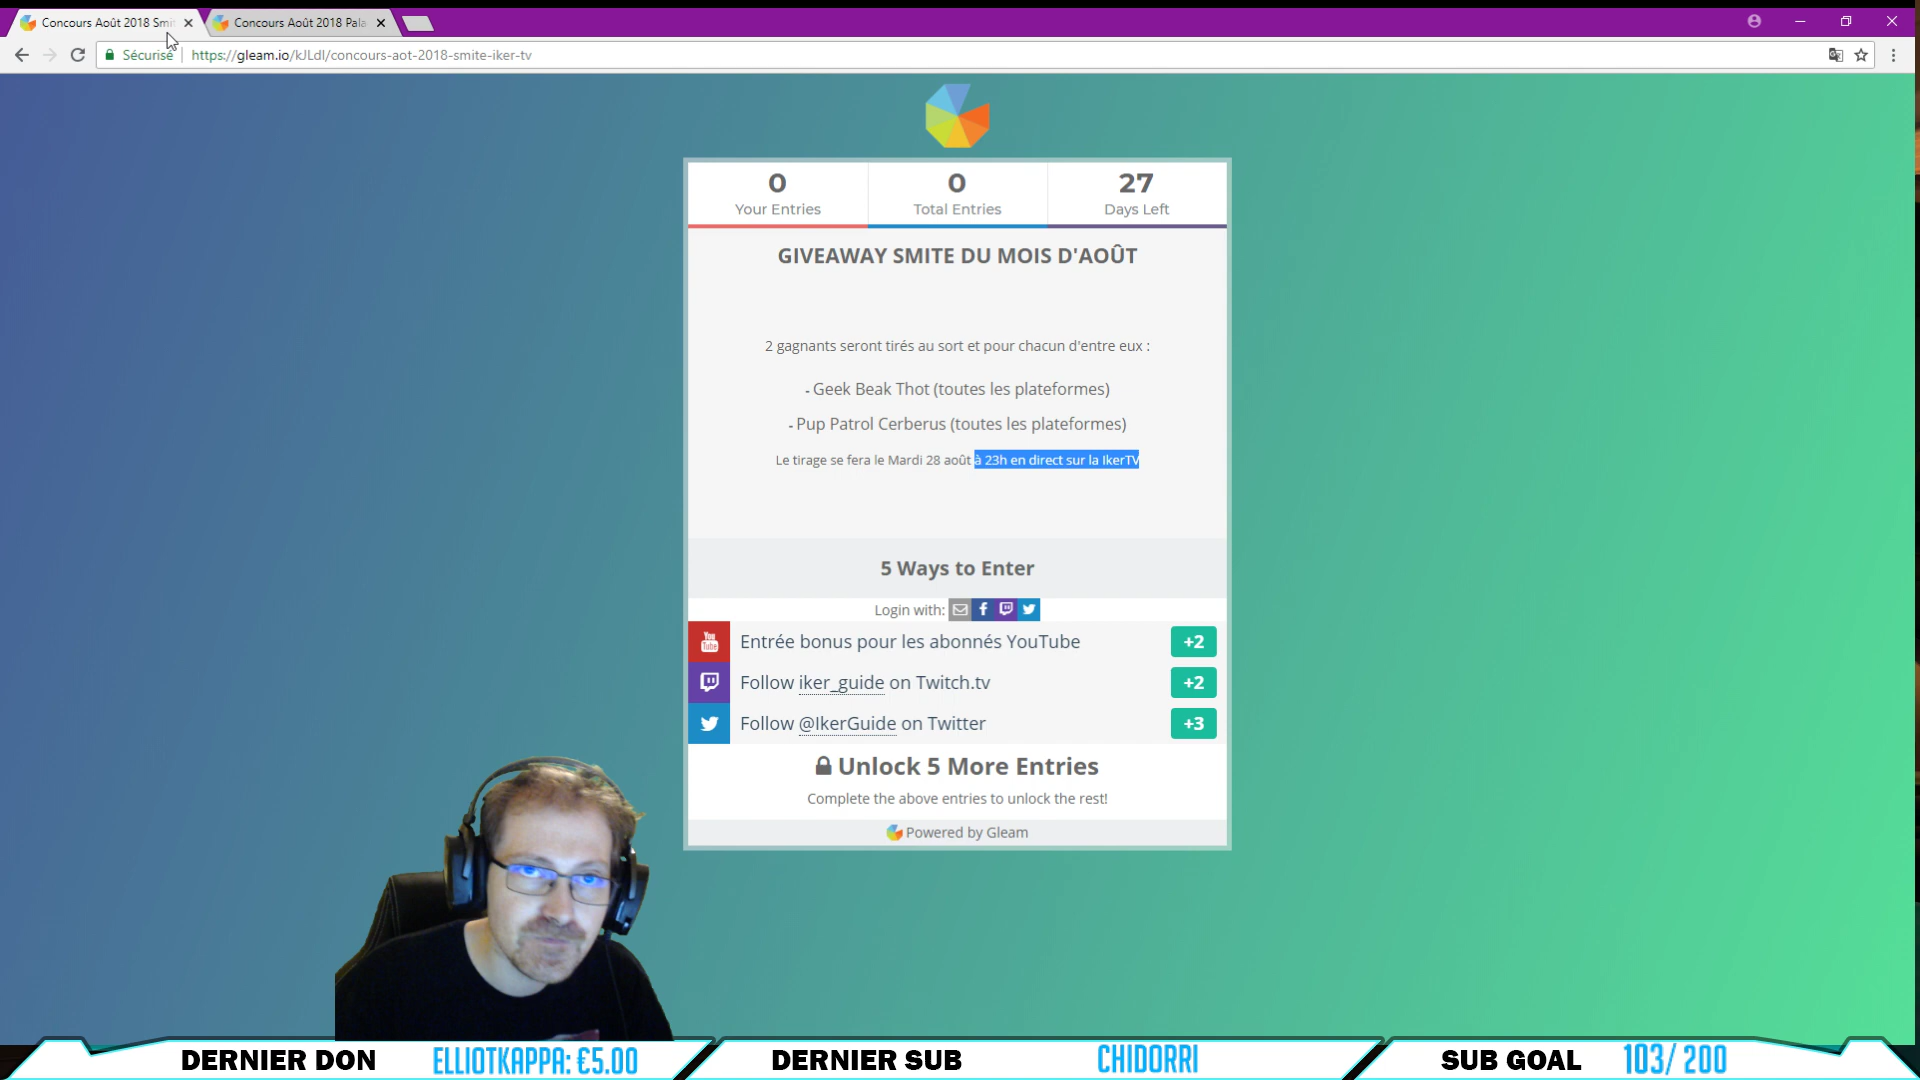 Concours Août 2018 Smi
Concours Août 2018 Pala
Sécurisé
https://gleam.io/kJLdl/concours-aot-2018-smite-iker-tv
0
Your Entries
0
Total Entries
27
Days Left
GIVEAWAY SMITE DU MOIS D'AOÛT
2 gagnants seront tirés au sort et pour chacun d'entre eux :
- Geek Beak Thot (toutes les plateformes)
- Pup Patrol Cerberus (toutes les plateformes)
Le tirage se fera le Mardi 28 août à 23h en direct sur la IkerTV
5 Ways to Enter
Login with:
You Tube
Entrée bonus pour les abonnés YouTube
+2
Follow iker_guide on Twitch.tv
+2
Follow @IkerGuide on Twitter
+3
Unlock 5 More Entries
Complete the above entries to unlock the rest!
Powered by Gleam
DERNIER DON ELLIOTKAPPA: €5.00
DERNIER SUB CHIDORRI
SUB GOAL 103/ 200